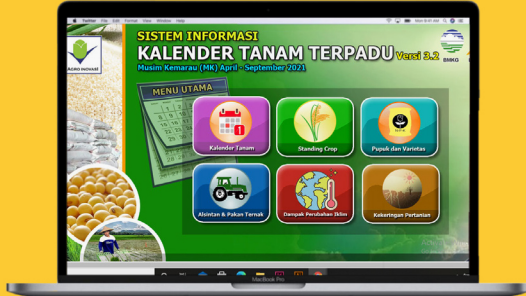 SISTEM INFORMASI
KALENDER TANAM TERPADU Versi 3.2
Musim Kemarau (MK) April - September 2021
AGRO INOVASI
BMKG
MENU UTAMA
Kalender Tanam
Standing Crop
Pupuk dan Varietas
Alsintan & Pakan Ternak
Dampak Perubahan Iklim
Kekeringan Pertanian
MacBook Pro